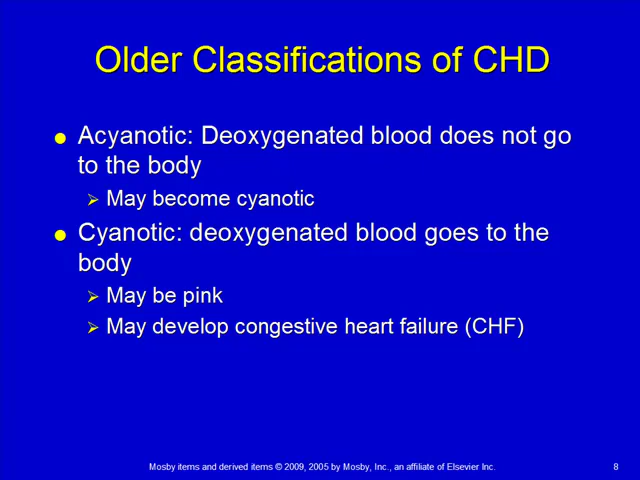 Older Classifications of CHD
Acyanotic: Deoxygenated blood does not go
to the body
May become cyanotic
Cyanotic: deoxygenated blood goes to the
body
May be pink
May develop congestive heart failure (CHF)
Mosby items and derived items © 2009, 2005 by Mosby, Inc., an affiliate of Elsevier Inc.
8